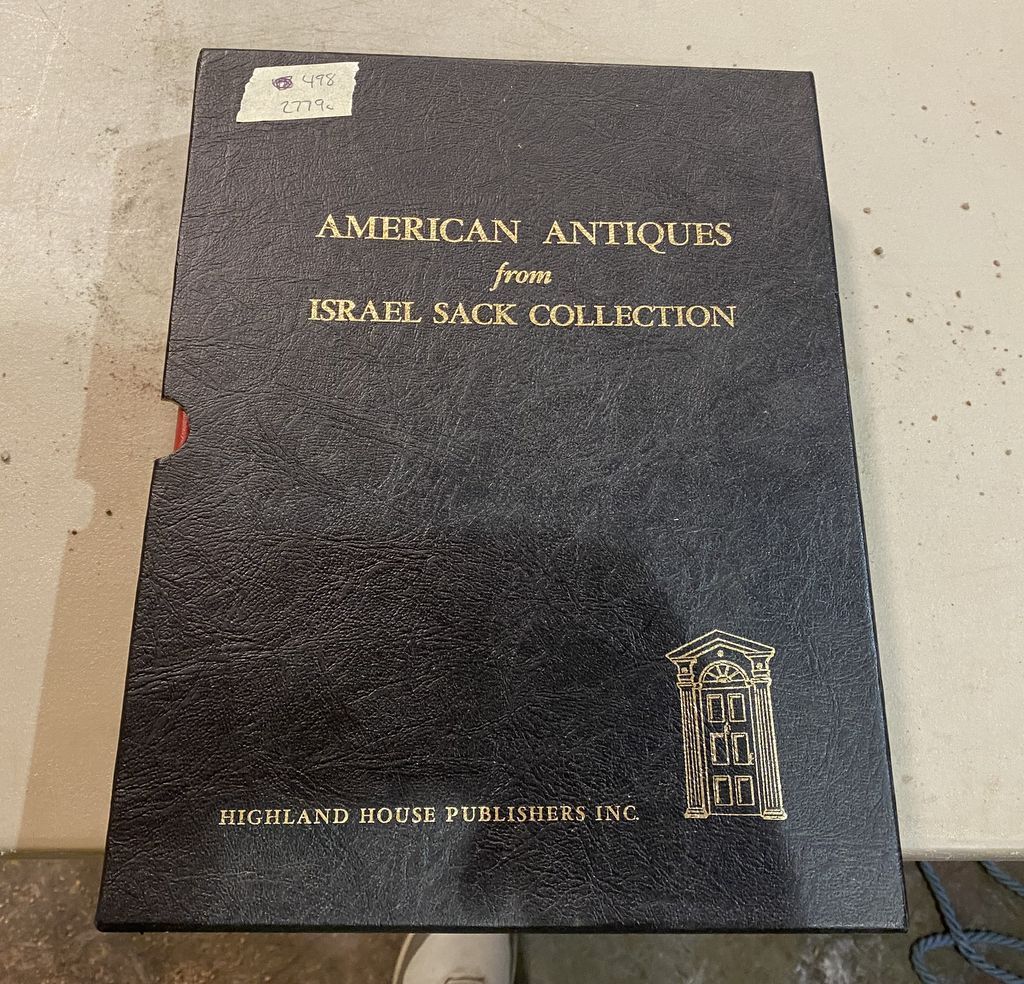 498
2779c
AMERICAN ANTIQUES
from
ISRAEL SACK COLLECTION
HIGHLAND HOUSE PUBLISHERS INC.